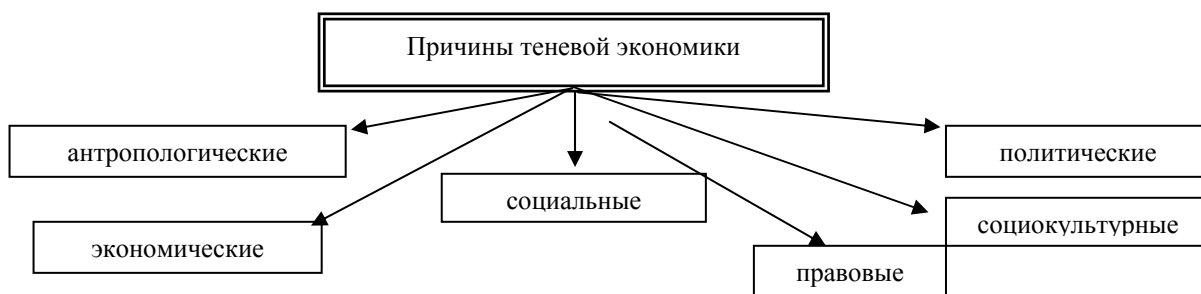 Причины теневой экономики
антропологические
политические
социальные
социокультурные
экономические
правовые